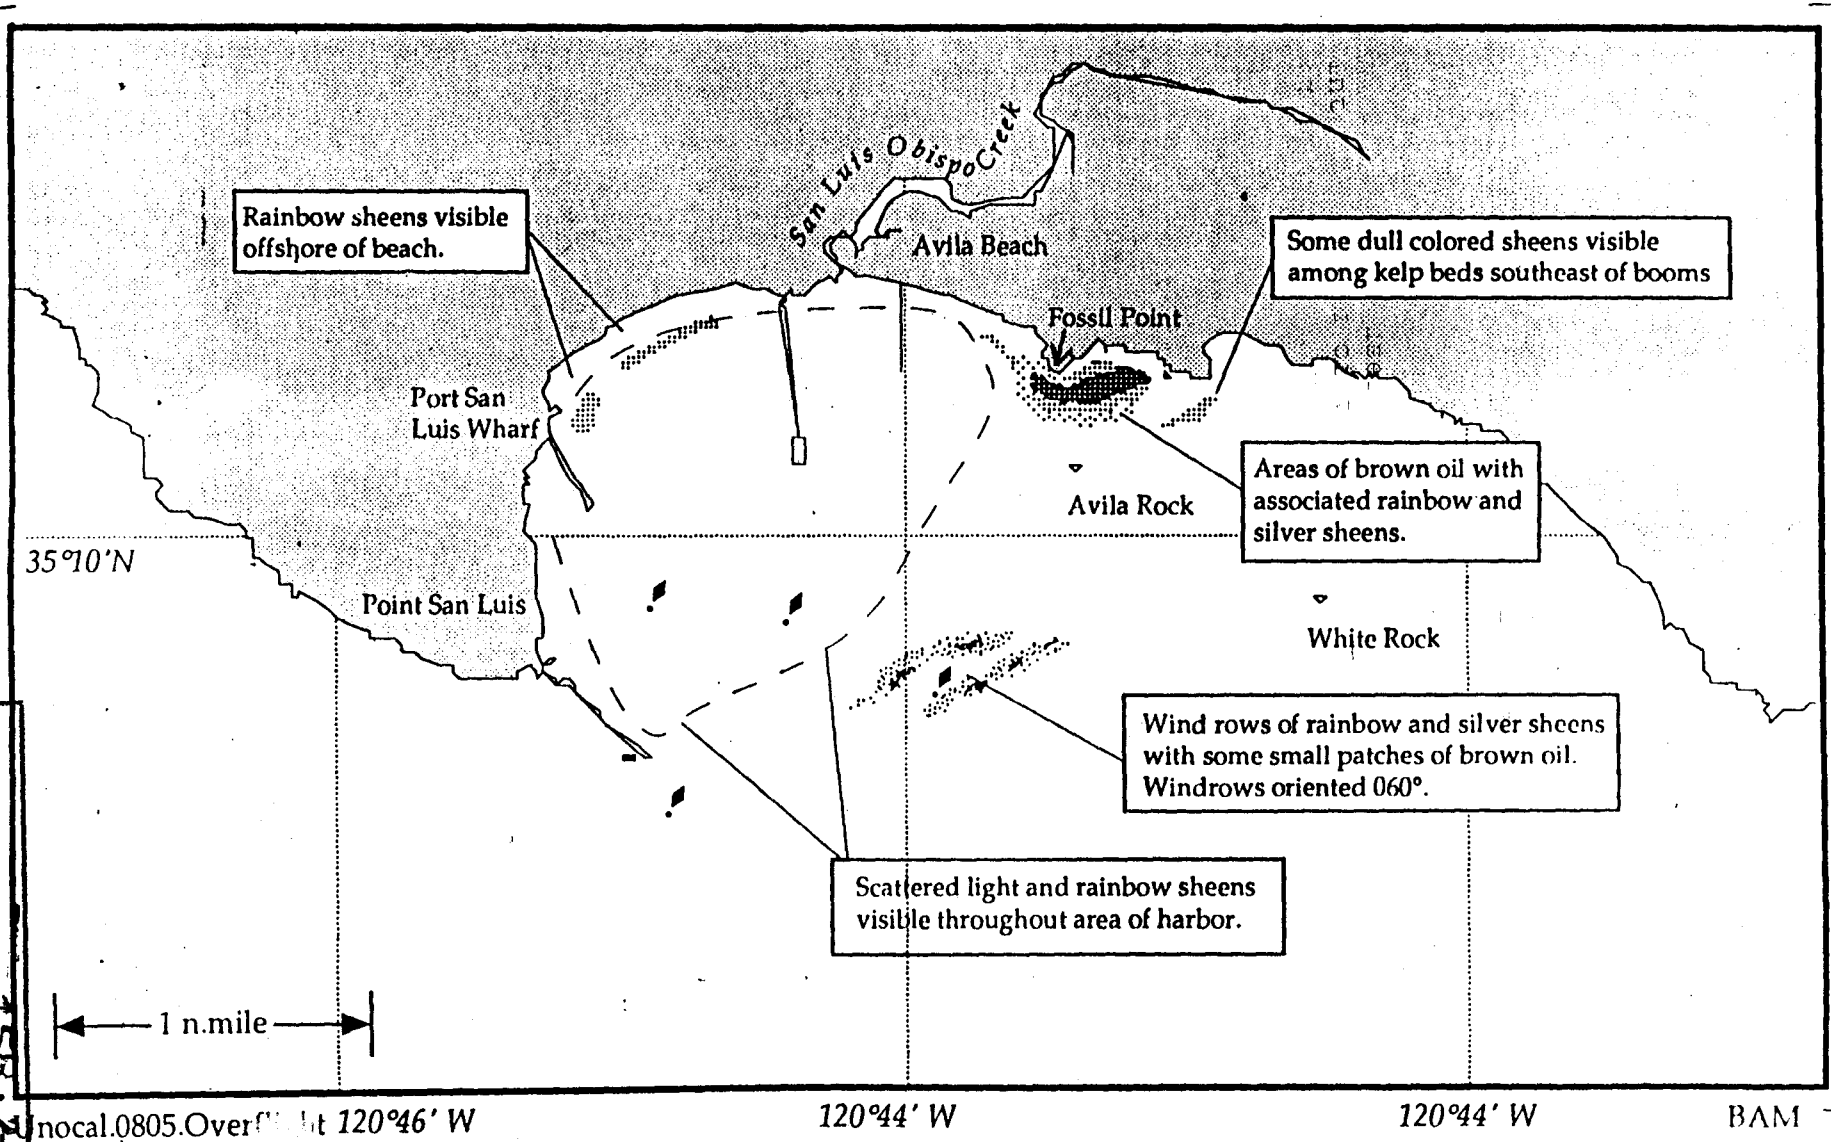 San Luis Obispo Creek
Rainbow sheens visible
offshore of beach.
Avila Beach
Some dull colored sheens visible
among kelp beds southeast of booms
Fossil Point
Port San
Luis Wharf
Areas of brown oil with
associated rainbow and
silver sheens.
Avila Rock
35°10'N
Point San Luis
White Rock
Wind rows of rainbow and silver sheens
with some small patches of brown oil.
Windrows oriented 060°.
Scattered light and rainbow sheens
visible throughout area of harbor.
1 n.mile
120°46' W
120°44' W
120°44' W
BAM